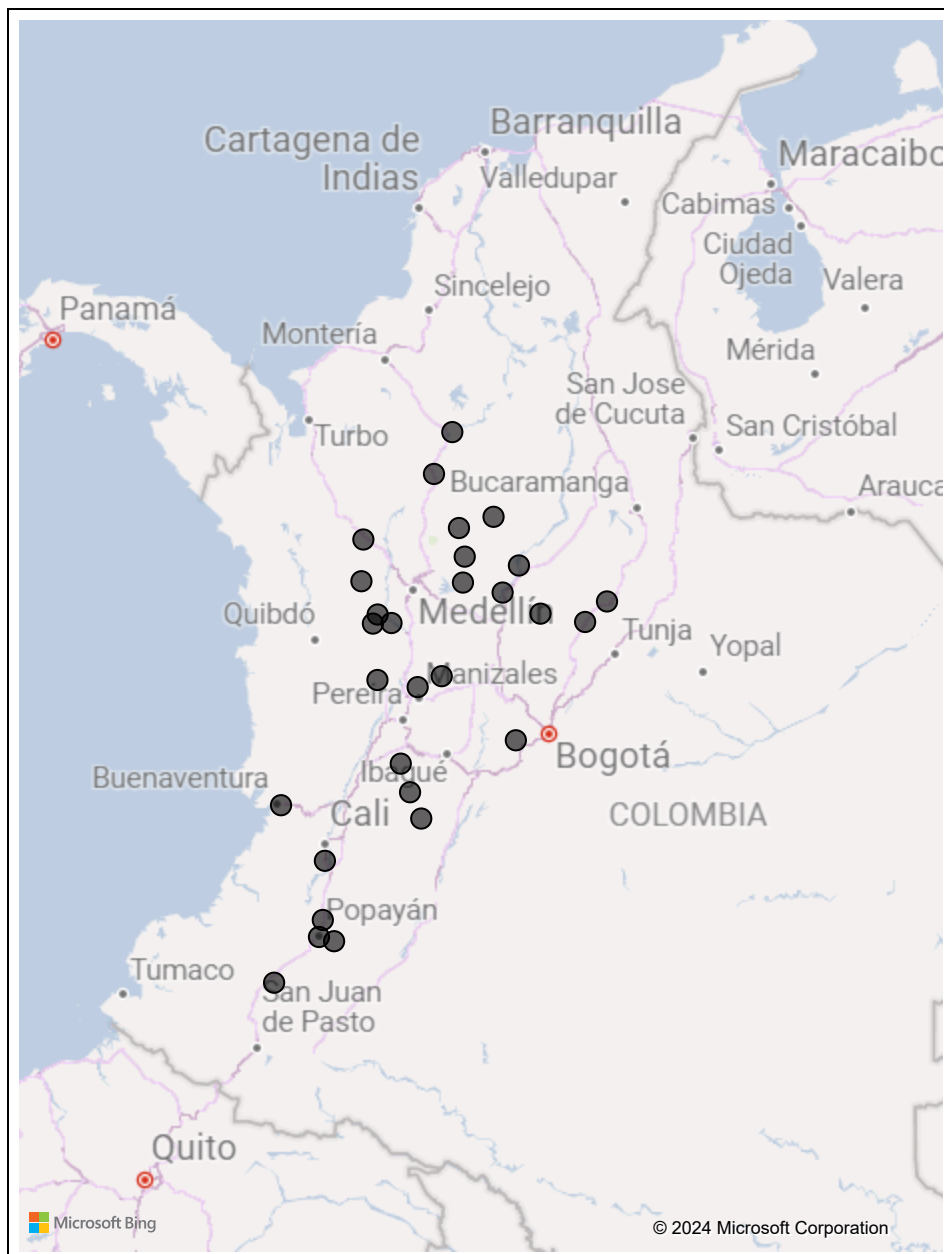 Barranquilla
Cartagena de
Indias
Maracaibo
Valledupar
Cabimas
Ciudad
Ojeda
Valera
Sincelejo
Panamá
Montería
Mérida
San Jose
de Cucuta
San Cristóbal
Turbo
Bucaramanga
Arauca
Quibdó
Medellín
Tunja
Yopal
Manizales
Pereira
Bogotá
Ibagué
Buenaventura
Cali
COLOMBIA
Popayán
Tumaco
San Juan
de Pasto
Quito
Microsoft Bing
© 2024 Microsoft Corporation